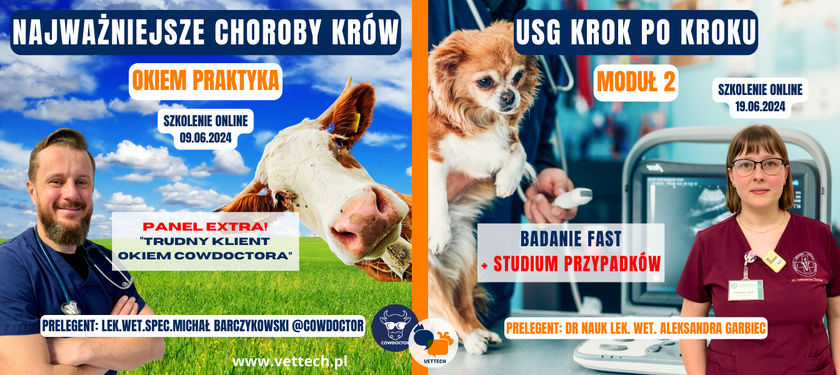 NAJWAŻNIEJSZE CHOROBY KRÓW
OKIEM PRAKTYKA
SZKOLENIE ONLINE
09.06.2024
PANEL EXTRA!
"TRUDNY KLIENT
OKIEM COWDOCTORA"
PRELEGENT: LEK.WET.SPEC.MICHAŁ BARCZYKOWSKI @COWDOCTOR
COWDOCTOR
www.vettech.pl
USG KROK PO KROKU
MODUŁ 2
SZKOLENIE ONLINE
19.06.2024
BADANIE FAST
+ STUDIUM PRZYPADKÓW
PRELEGENT: DR NAUK LEK. WET. ALEKSANDRA GARBIEC
VETTECH